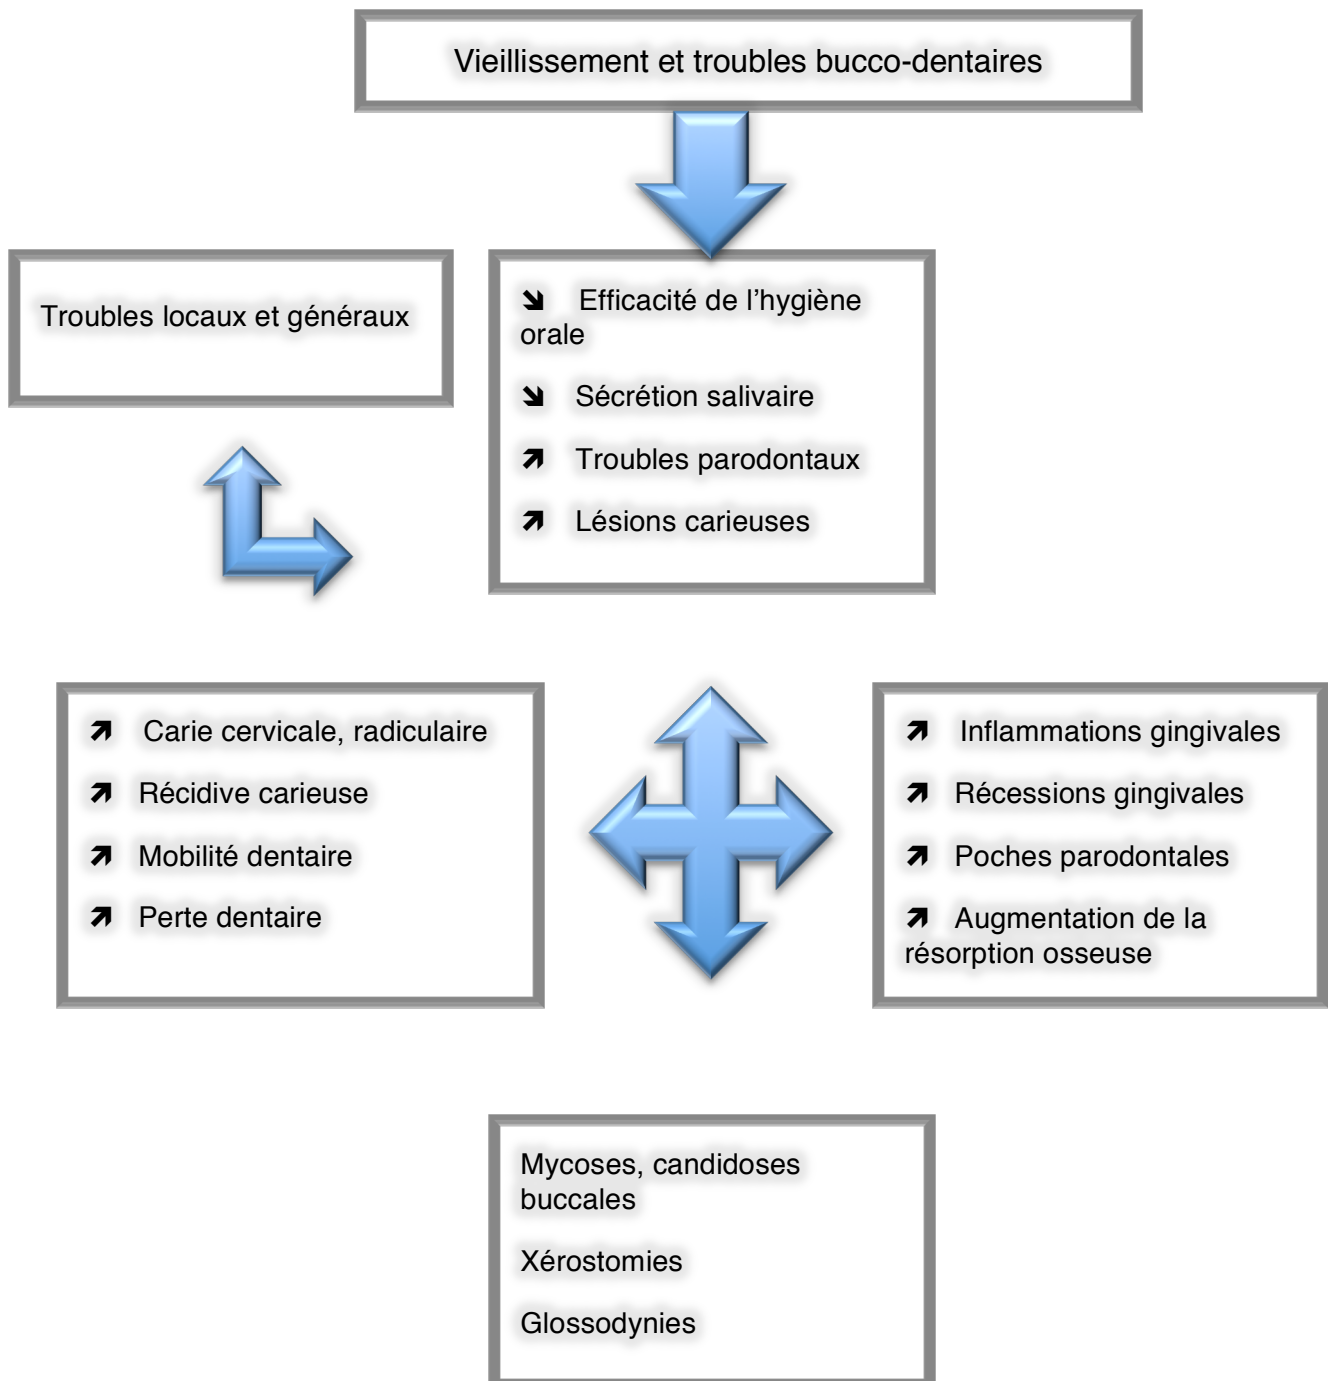 Vieillissement et troubles bucco-dentaires
Troubles locaux et généraux
↘ Efficacité de l’hygiène
orale
↘ Sécrétion salivaire
↗ Troubles parodontaux
↗ Lésions carieuses
↗ Carie cervicale, radiculaire
↗ Récidive carieuse
↗ Mobilité dentaire
↗ Perte dentaire
↗ Inflammations gingivales
↗ Récessions gingivales
↗ Poches parodontales
↗ Augmentation de la
résorption osseuse
Mycoses, candidoses
buccales
Xérostomies
Glossodynies